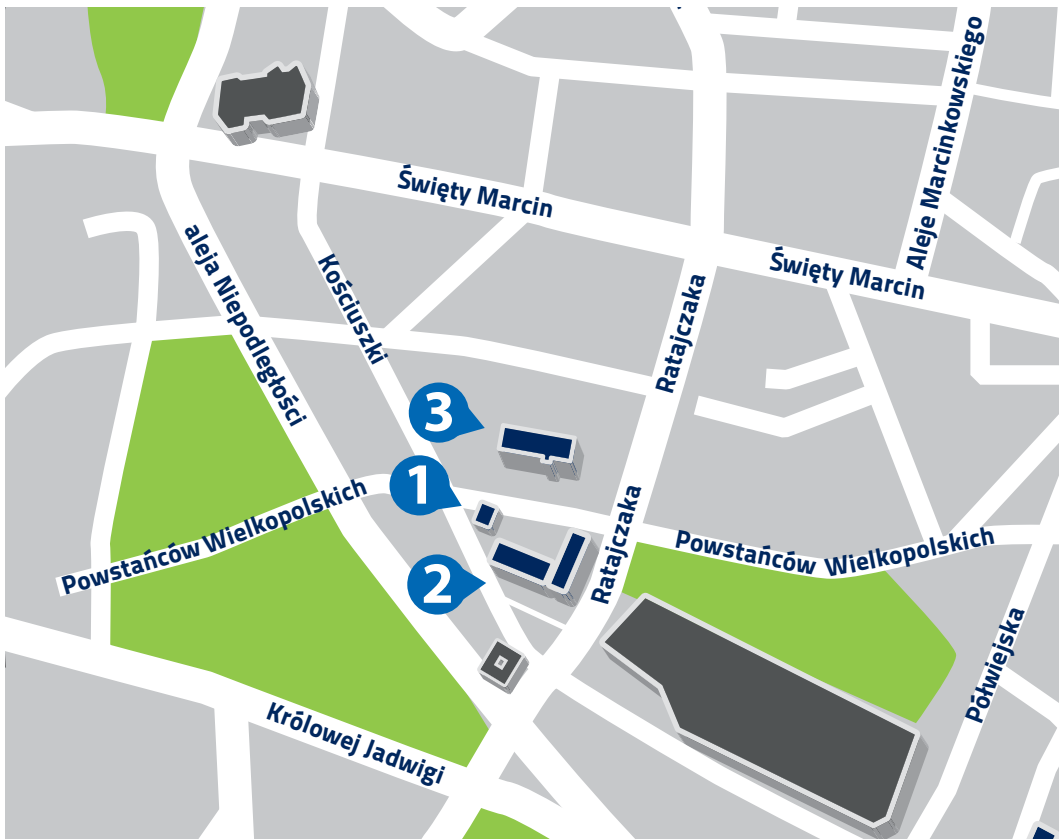 Aleje Marcinkowskiego
Święty Marcin
Święty Marcin
aleja Niepodległości
Kościuszki
Ratajczaka
3
1
Powstańców Wielkopolskich
Ratajczaka
Powstańców Wielkopolskich
2
Półwiejska
Królowej Jadwigi